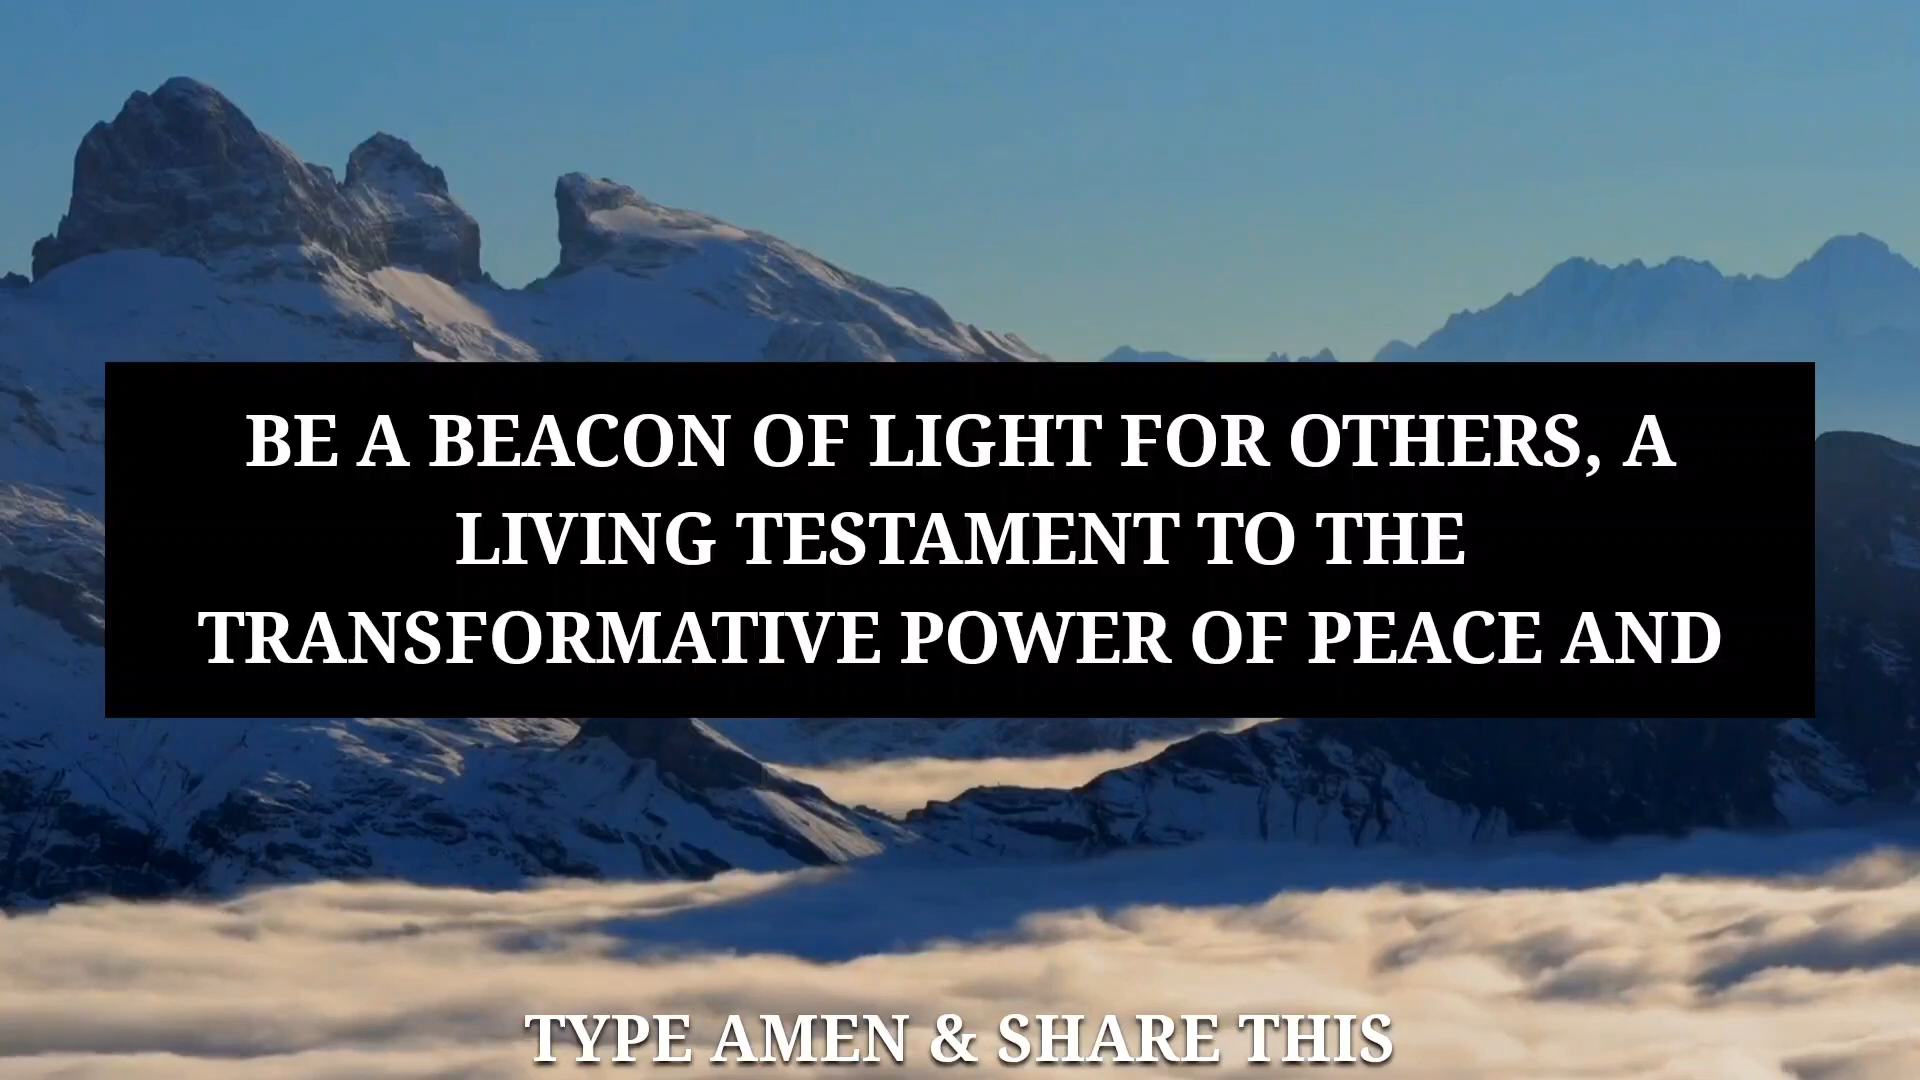 BE A BEACON OF LIGHT FOR OTHERS, A
LIVING TESTAMENT TO THE
TRANSFORMATIVE POWER OF PEACE AND
TYPE AMEN & SHARE THIS